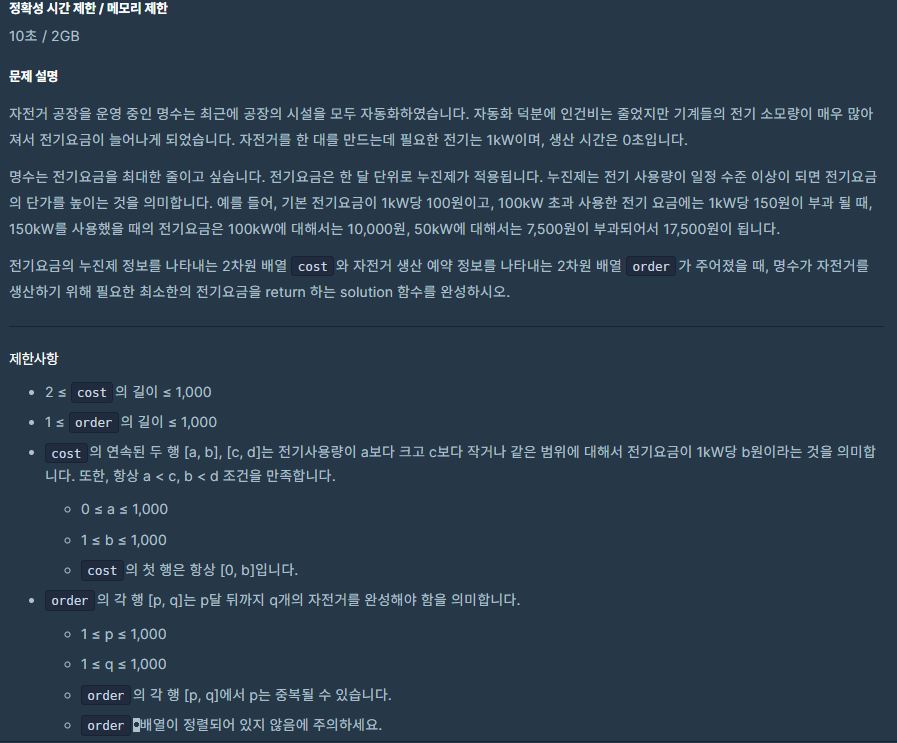 정확성 시간 제한 / 메모리 제한
10초 / 2GB
문제 설명
자전거 공장을 운영 중인 명수는 최근에 공장의 시설을 모두 자동화하였습니다. 자동화 덕분에 인건비는 줄었지만 기계들의 전기 소모량이 매우 많아
져서 전기요금이 늘어나게 되었습니다. 자전거를 한 대를 만드는데 필요한 전기는 1kW이며, 생산 시간은 0초입니다.
명수는 전기요금을 최대한 줄이고 싶습니다. 전기요금은 한 달 단위로 누진제가 적용됩니다. 누진제는 전기 사용량이 일정 수준 이상이 되면 전기요금
의 단가를 높이는 것을 의미합니다. 예를 들어, 기본 전기요금이 1kW당 100원이고, 100kW 초과 사용한 전기 요금에는 1kW당 150원이 부과 될 때,
150kW를 사용했을 때의 전기요금은 100kW에 대해서는 10,000원, 50kW에 대해서는 7,500원이 부과되어서 17,500원이 됩니다.
전기요금의 누진제 정보를 나타내는 2차원 배열 cost 와 자전거 생산 예약 정보를 나타내는 2차원 배열 order 가 주어졌을 때, 명수가 자전거를
생산하기 위해 필요한 최소한의 전기요금을 return 하는 solution 함수를 완성하시오.
제한사항
• 2 ≤ cost 의 길이 ≤ 1,000
• 1 ≤ order 의 길이 ≤ 1,000
• cost 의 연속된 두 행 [a, b], [c, d]는 전기사용량이 a보다 크고 c보다 작거나 같은 범위에 대해서 전기요금이 1kW당 b원이라는 것을 의미합
니다. 또한, 항상 a < c, b < d 조건을 만족합니다.
◦ 0 ≤ a ≤ 1,000
◦ 1 ≤ b ≤ 1,000
◦ cost 의 첫 행은 항상 [0, b]입니다.
• order 의 각 행 [p, q]는 p달 뒤까지 q개의 자전거를 완성해야 함을 의미합니다.
◦ 1 ≤ p ≤ 1,000
◦ 1 ≤ q ≤ 1,000
◦ order 의 각 행 [p, q]에서 p는 중복될 수 있습니다.
◦ order 배열이 정렬되어 있지 않음에 주의하세요.